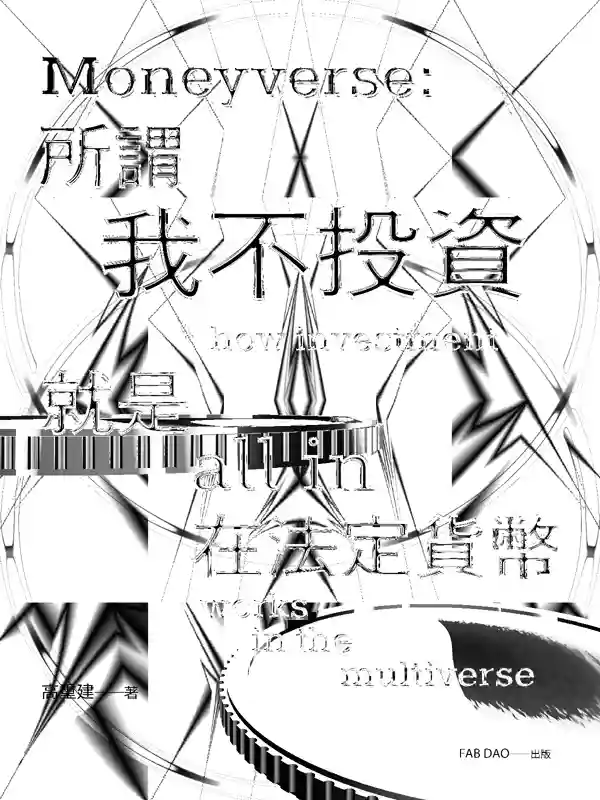 Moneyverse:
所謂
我不投資
how investment
就是
all in
在法定貨幣
works
in the
multiverse
高重建——著
FAB DAO——出版